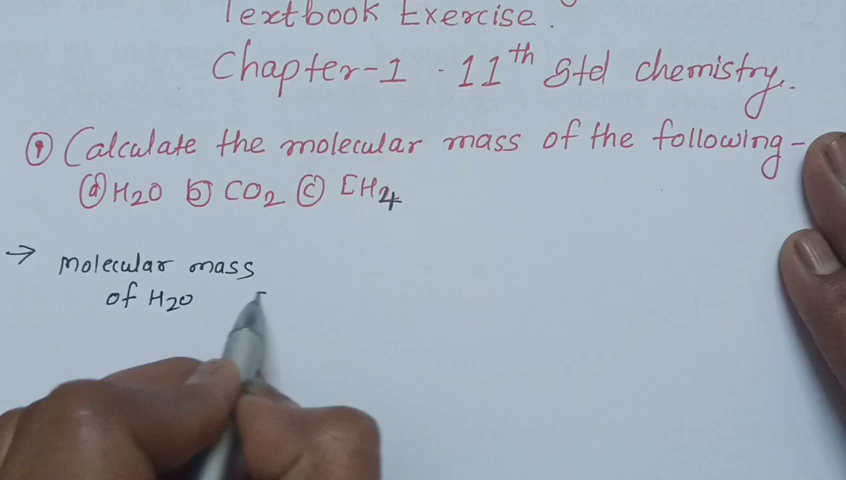 Textbook Exercise.
Chapter-1 · 11th Std chemistry.
① Calculate the molecular mass of the following-
ⓐ H2O ⓑ CO2 ⓒ CH4
→ Molecular mass
of H2O